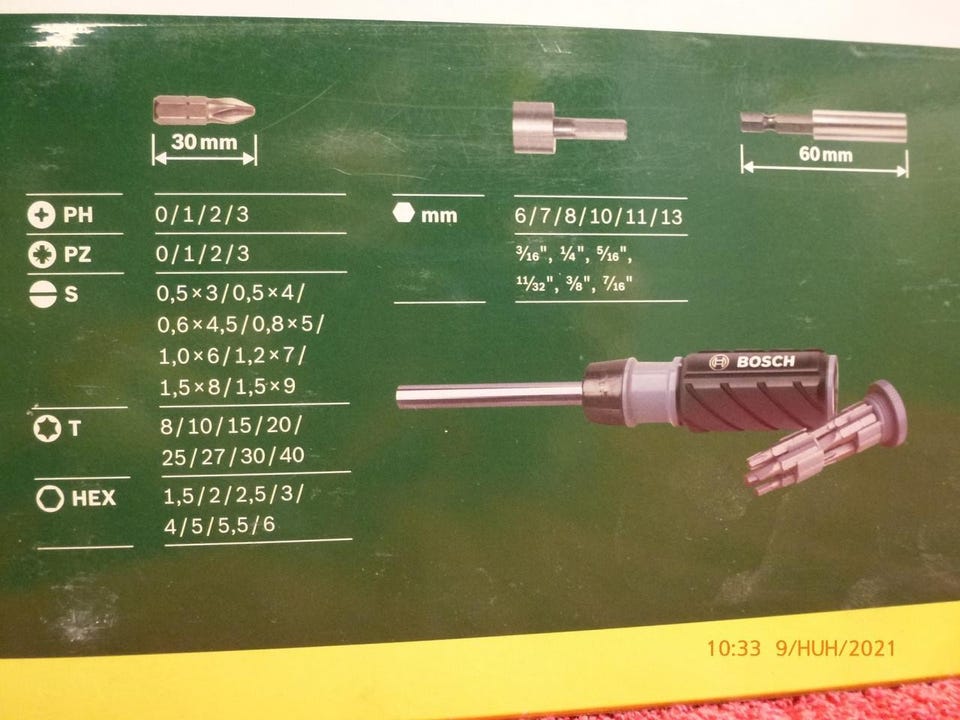 30 mm
60 mm
PH 0/1/2/3
PZ 0/1/2/3
S 0,5×3/0,5×4/
0,6×4,5/0,8×5/
1,0×6/1,2×7/
1,5×8/1,5×9
T 8/10/15/20/
25/27/30/40
HEX 1,5/2/2,5/3/
4/5/5,5/6
mm 6/7/8/10/11/13
3/16", 1/4", 5/16",
11/32", 3/8", 7/16"
BOSCH
10:33 9/HUH/2021